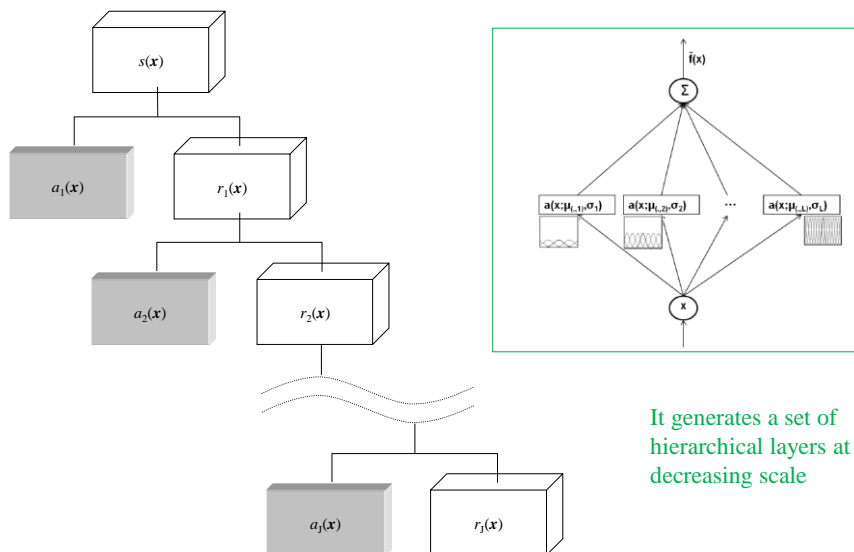 s(x)
a1(x)
r1(x)
a2(x)
r2(x)
aJ(x)
rJ(x)
f̃(x)
Σ
a(x;μ(.,1),σ1)
a(x;μ(.,2),σ2)
...
a(x;μ(.,L),σL)
x
It generates a set of
hierarchical layers at
decreasing scale